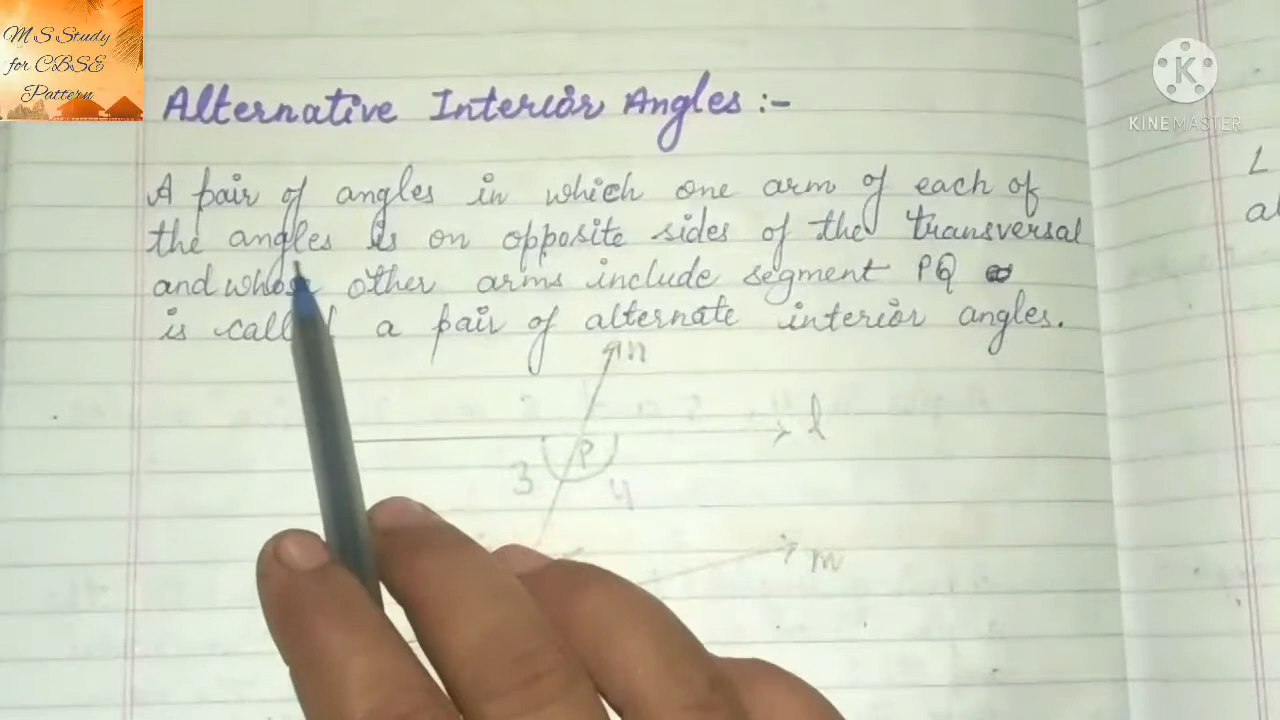 M S Study
for CBSE
Pattern
KINEMASTER
Alternative Interior Angles :-
A pair of angles in which one arm of each of
the angles is on opposite sides of the transversal
and whose other arms include segment PQ
is called a pair of alternate interior angles.
n
l
P
3
4
m
L